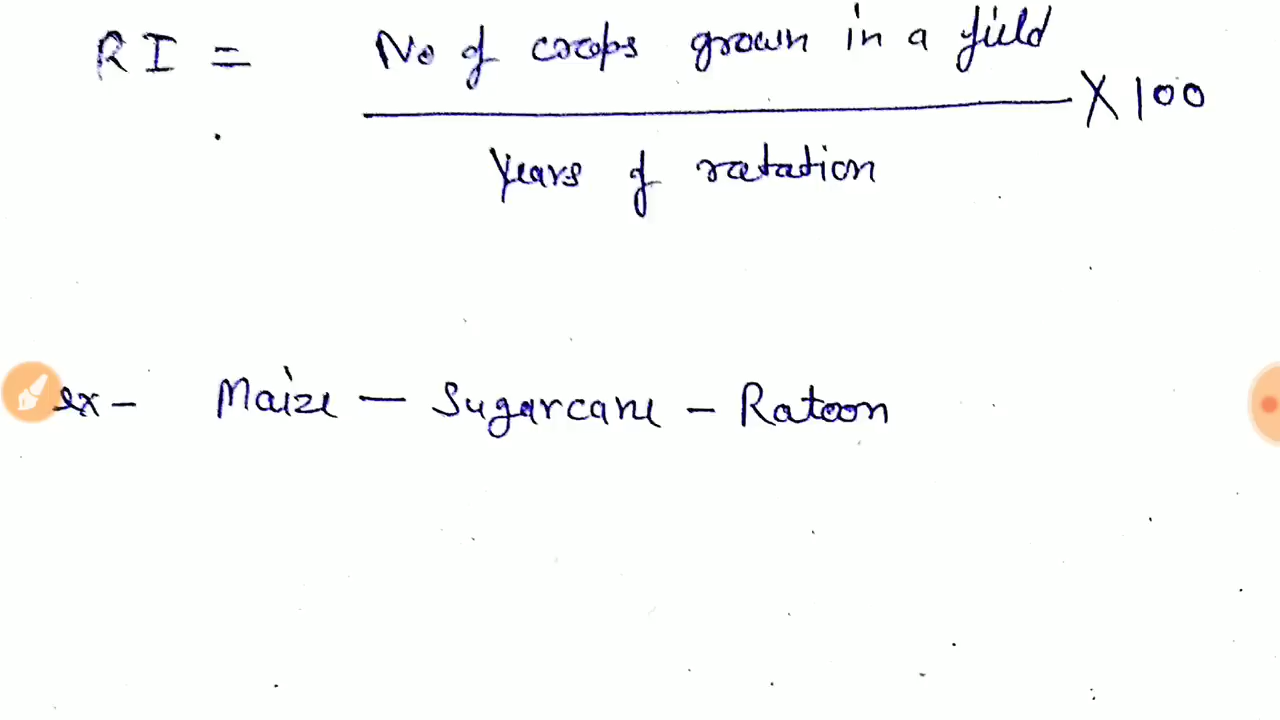 RI = No of crops grown in a field
X 100
Years of rotation
ex - Maize - Sugarcane - Ratoon